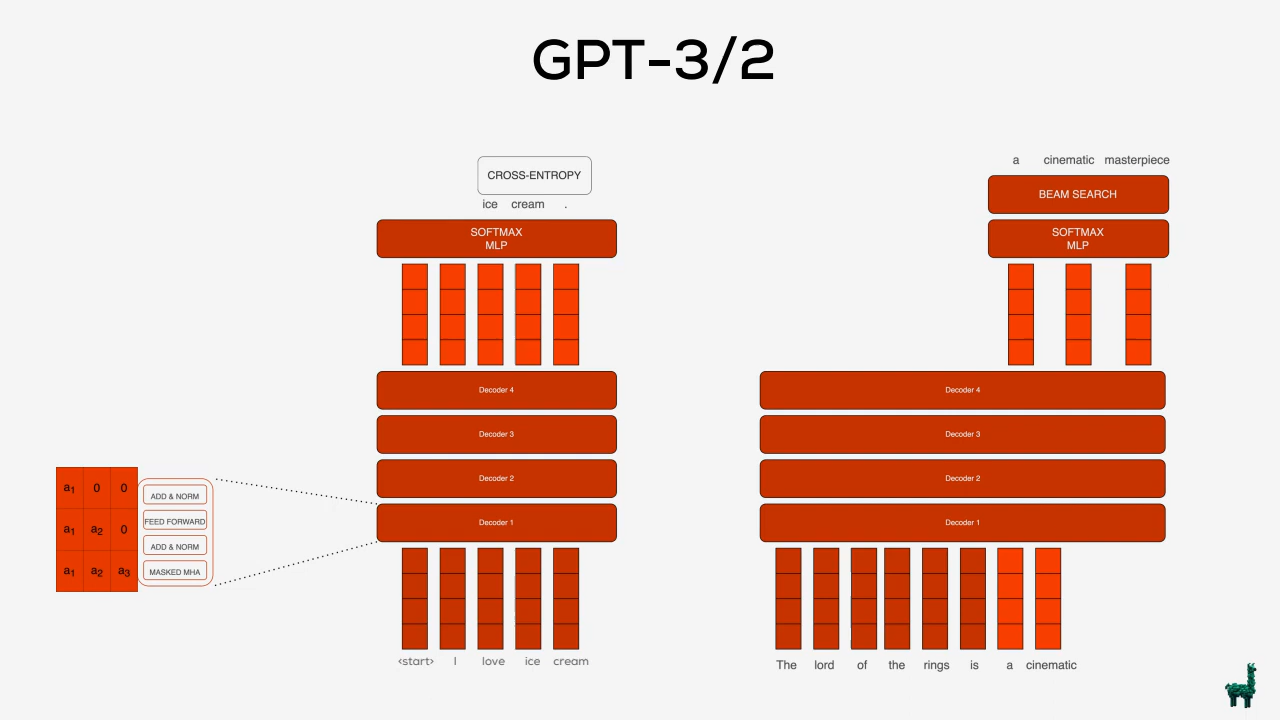 GPT-3/2
CROSS-ENTROPY
ice cream .
SOFTMAX
MLP
Decoder 4
Decoder 3
Decoder 2
Decoder 1
<start> I love ice cream
a1 0 0
a1 a2 0
a1 a2 a3
ADD & NORM
FEED FORWARD
ADD & NORM
MASKED MHA
a cinematic masterpiece
BEAM SEARCH
SOFTMAX
MLP
Decoder 4
Decoder 3
Decoder 2
Decoder 1
The lord of the rings is a cinematic